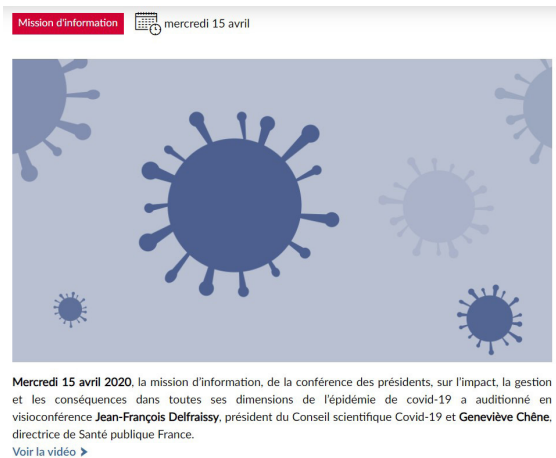 Mission d'information mercredi 15 avril
Mercredi 15 avril 2020, la mission d'information, de la conférence des présidents, sur l'impact, la gestion
et les conséquences dans toutes ses dimensions de l'épidémie de covid-19 a auditionné en
visioconférence Jean-François Delfraissy, président du Conseil scientifique Covid-19 et Geneviève Chêne,
directrice de Santé publique France.
Voir la vidéo >